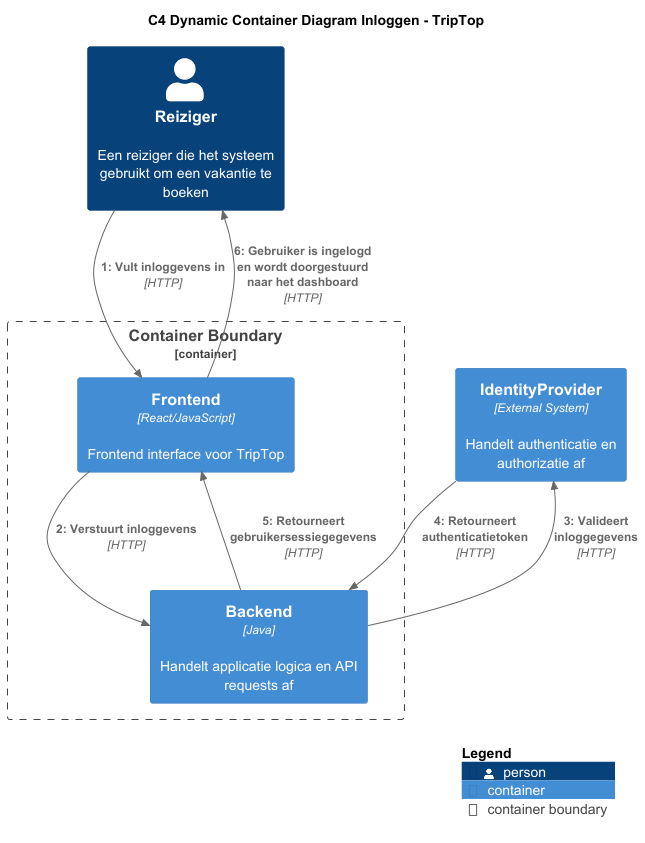 C4 Dynamic Container Diagram Inloggen - TripTop
Reiziger
Een reiziger die het systeem
gebruikt om een vakantie te
boeken
1: Vult inloggevens in
[HTTP]
6: Gebruiker is ingelogd
en wordt doorgestuurd
naar het dashboard
[HTTP]
Container Boundary
[container]
Frontend
[React/JavaScript]
Frontend interface voor TripTop
IdentityProvider
[External System]
Handelt authenticatie en
authorizatie af
2: Verstuurt inloggevens
[HTTP]
5: Retourneert
gebruikersessiegegevens
[HTTP]
4: Retourneert
authenticatietoken
[HTTP]
3: Valideert
inloggegevens
[HTTP]
Backend
[Java]
Handelt applicatie logica en API
requests af
Legend
person
container
container boundary